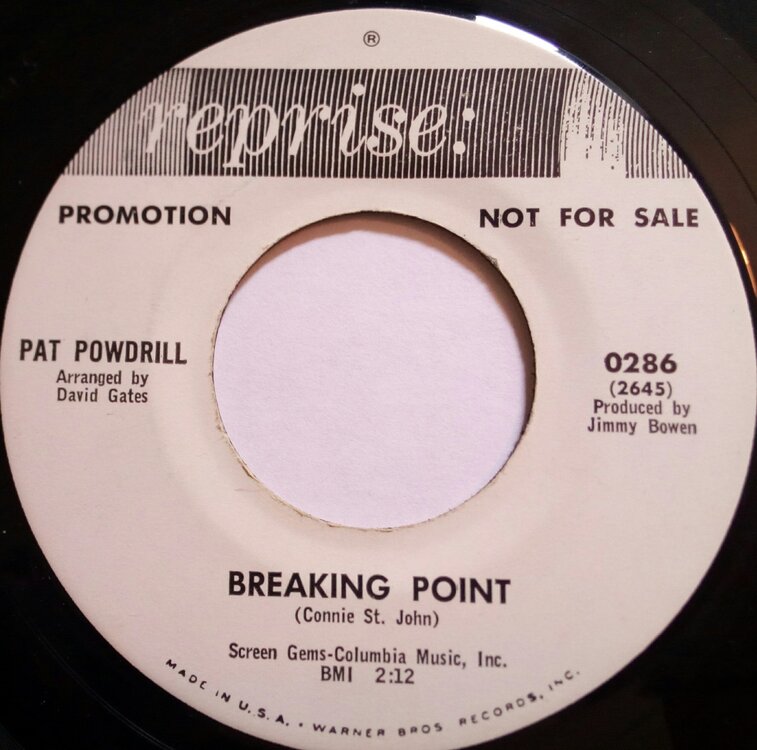 ®
reprise:
PROMOTION NOT FOR SALE
PAT POWDRILL
Arranged by
David Gates
0286
(2645)
Produced by
Jimmy Bowen
BREAKING POINT
(Connie St. John)
Screen Gems-Columbia Music, Inc.
BMI 2:12
MADE IN U.S.A. • WARNER BROS. RECORDS, INC.